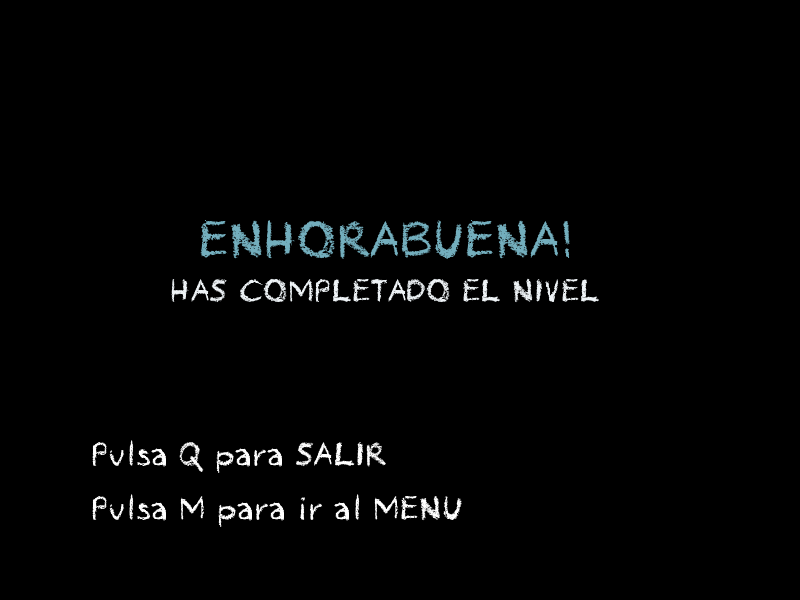 ENHORABUENA!
HAS COMPLETADO EL NIVEL
Pulsa Q para SALIR
Pulsa M para ir al MENU